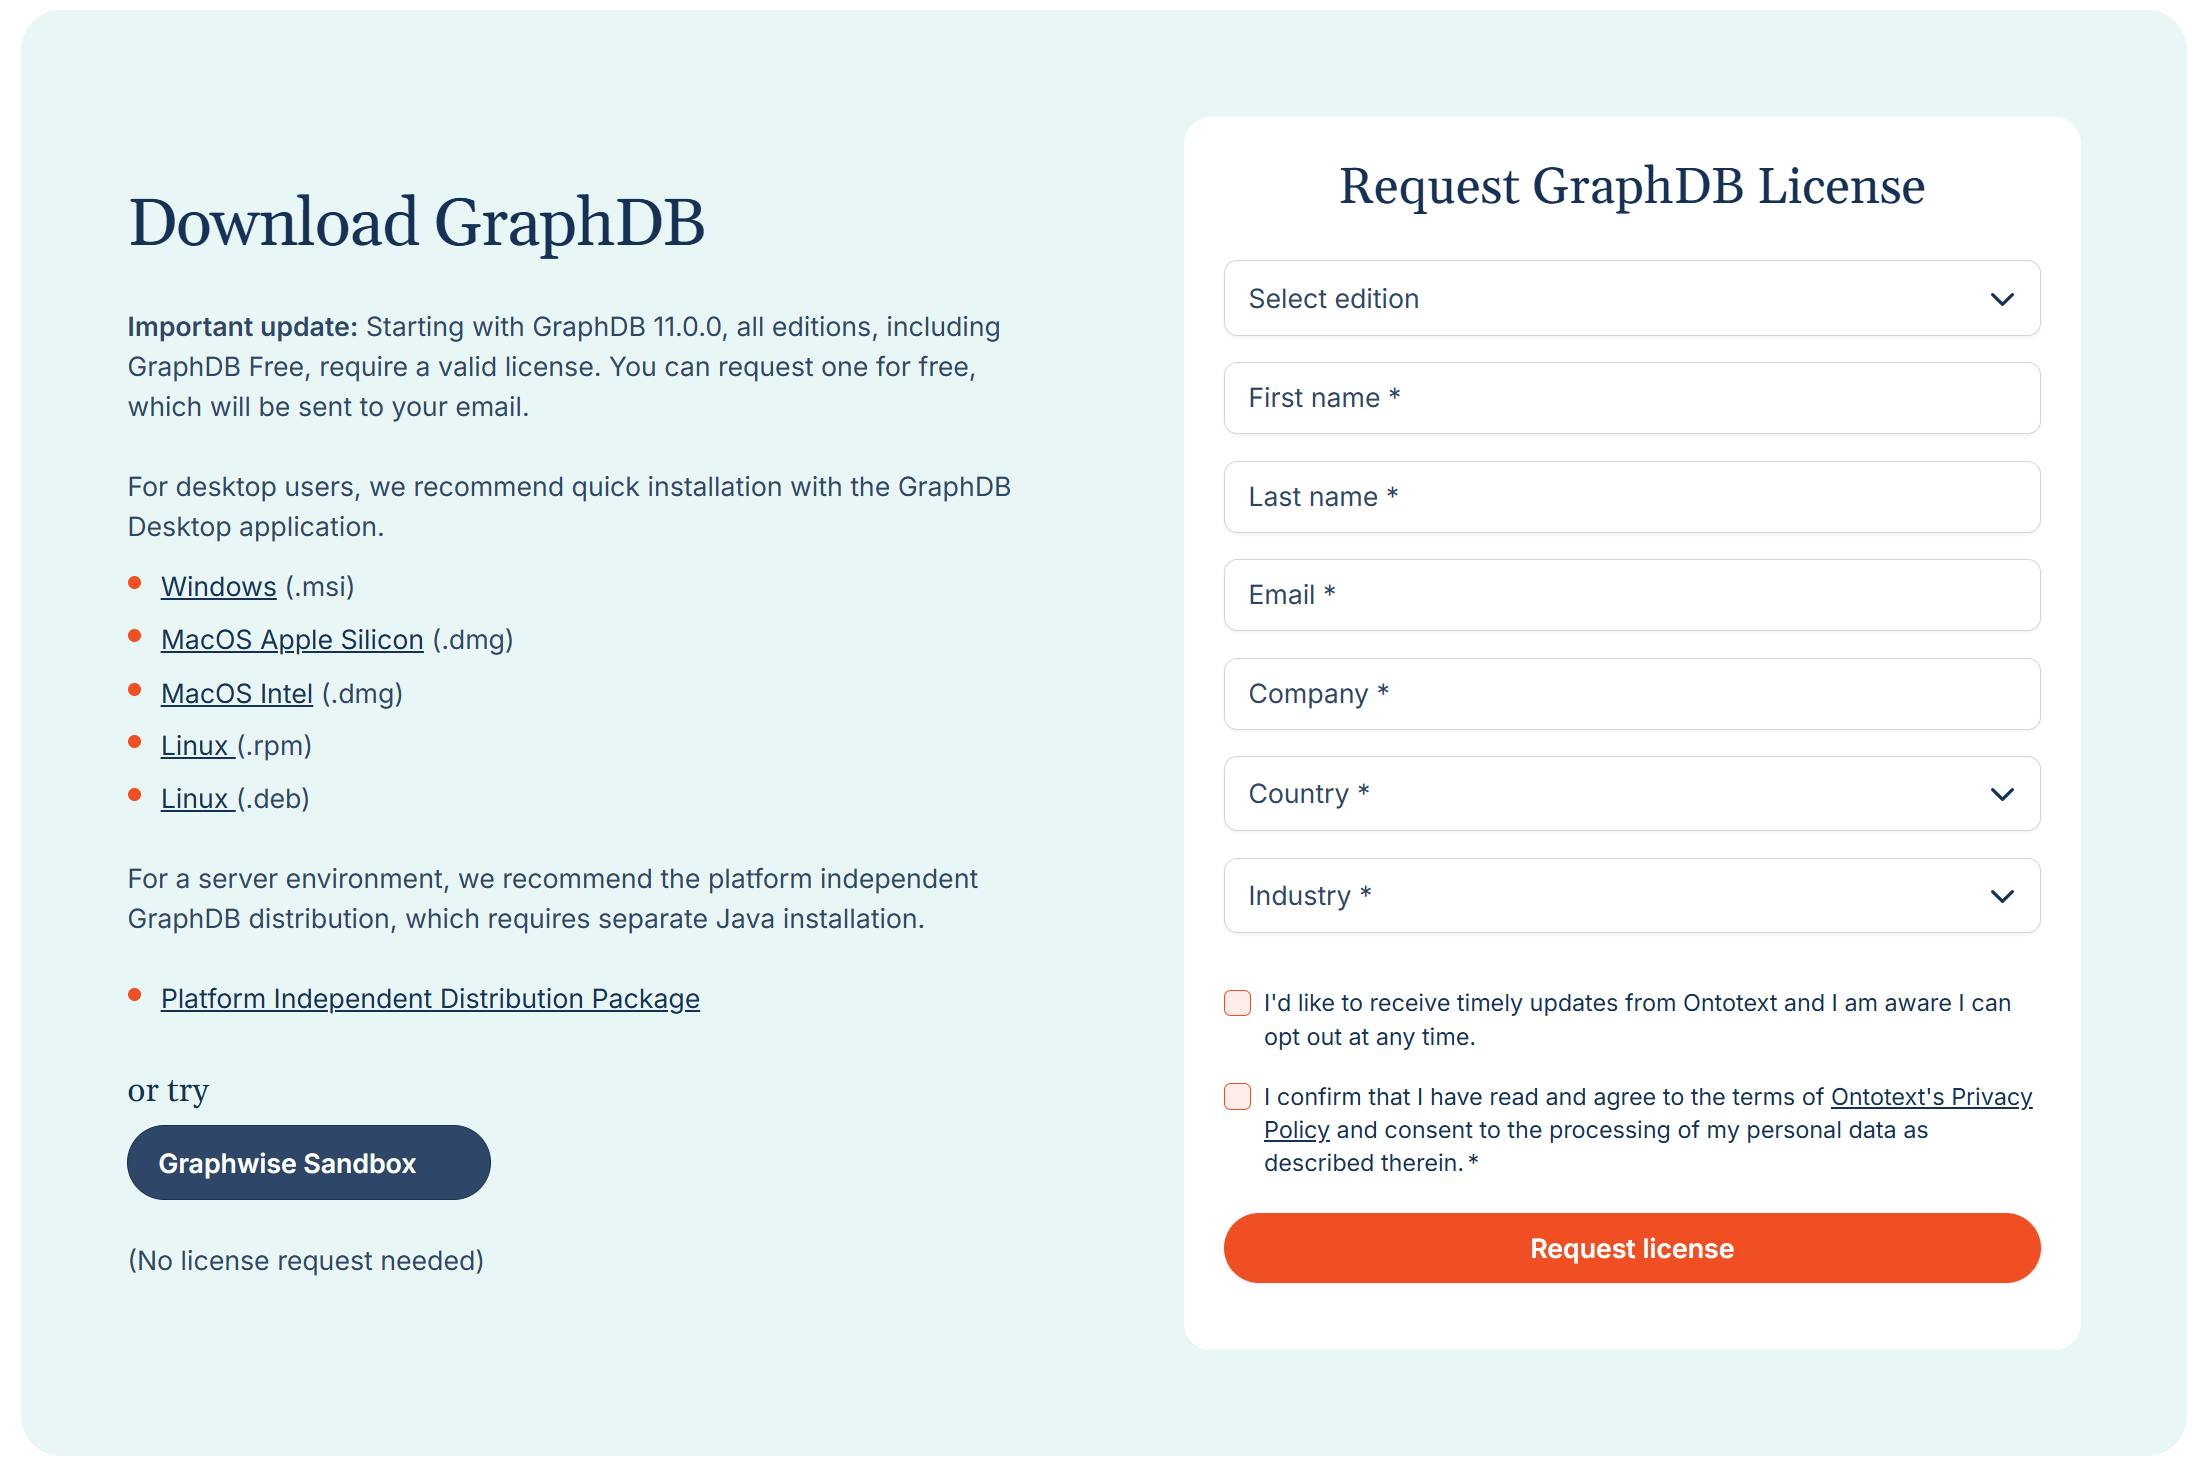 Download GraphDB
Important update: Starting with GraphDB 11.0.0, all editions, including
GraphDB Free, require a valid license. You can request one for free,
which will be sent to your email.
For desktop users, we recommend quick installation with the GraphDB
Desktop application.
Windows (.msi)
MacOS Apple Silicon (.dmg)
MacOS Intel (.dmg)
Linux (.rpm)
Linux (.deb)
For a server environment, we recommend the platform independent
GraphDB distribution, which requires separate Java installation.
Platform Independent Distribution Package
or try
Graphwise Sandbox
(No license request needed)
Request GraphDB License
Select edition
First name *
Last name *
Email *
Company *
Country *
Industry *
I'd like to receive timely updates from Ontotext and I am aware I can
opt out at any time.
I confirm that I have read and agree to the terms of Ontotext's Privacy
Policy and consent to the processing of my personal data as
described therein. *
Request license